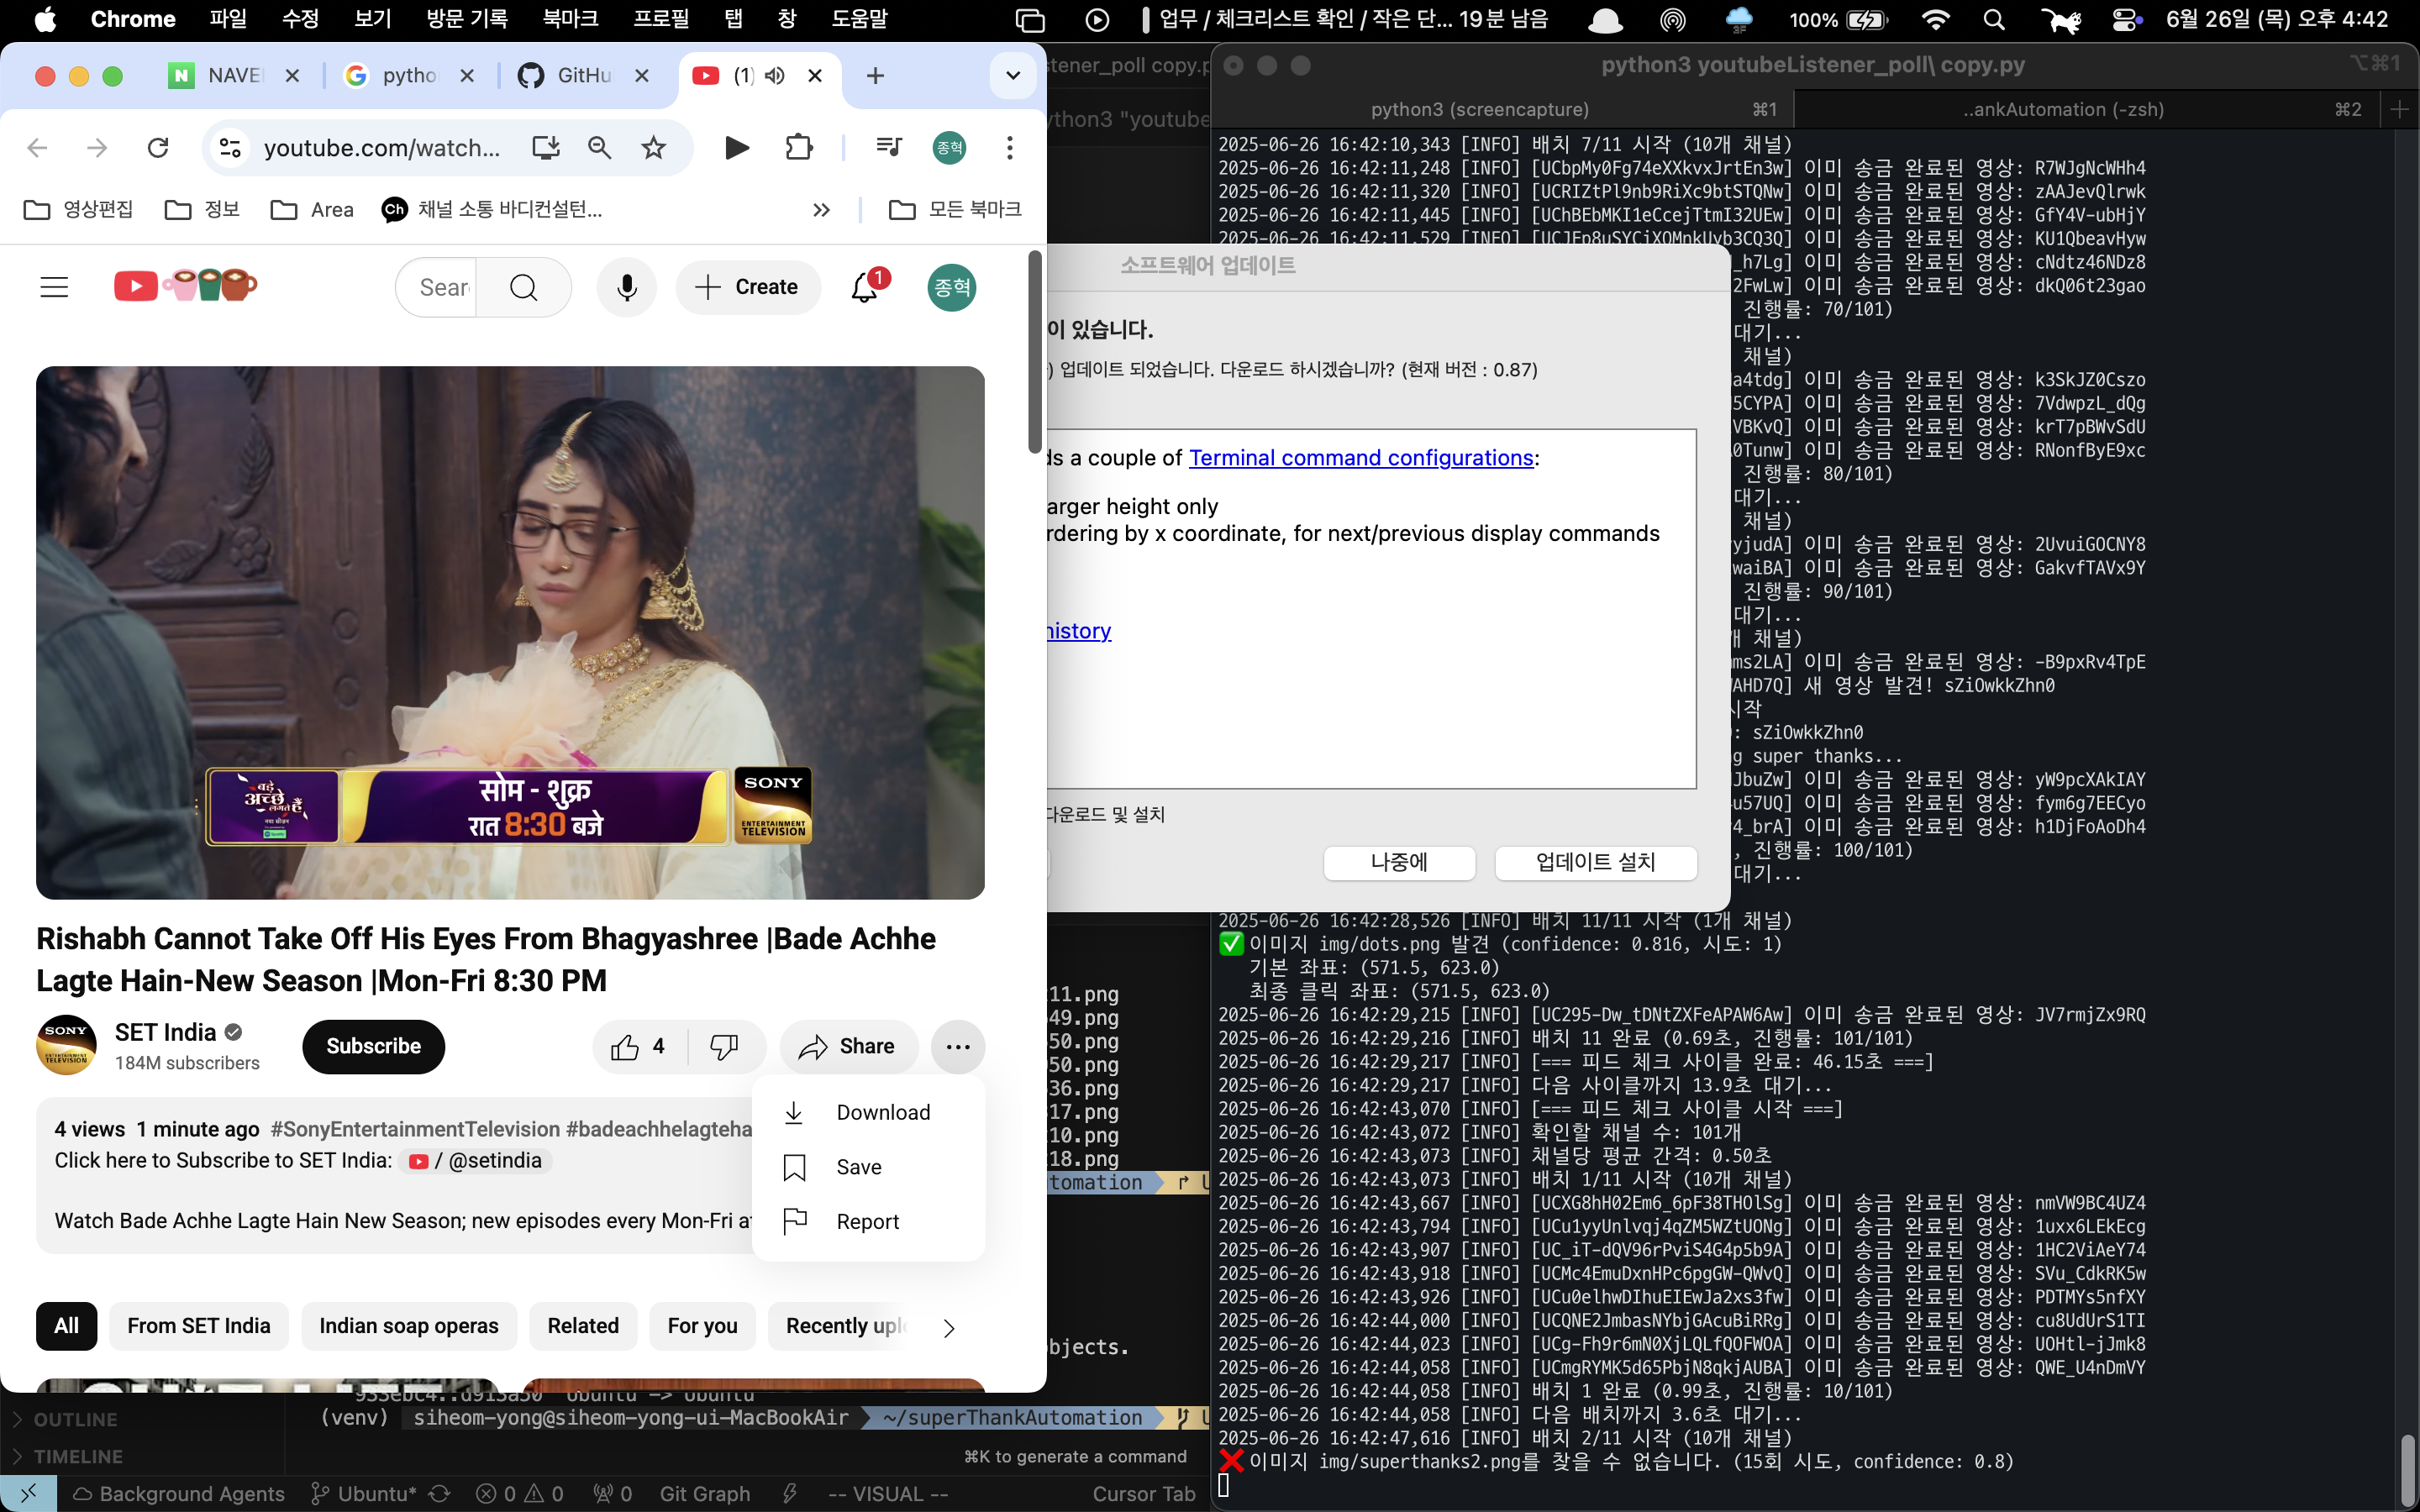 Chrome 파일 수정 보기 방문 기록 북마크 프로필 탭 창 도움말 업무 / 체크리스트 확인 / 작은 단... 19분 남음 100% 6월 26일 (목) 오후 4:42
NAVE pytho GitHu (1)
youtube.com/watch... 종혁
영상편집 정보 Area Ch 채널 소통 바디컨설턴... 모든 북마크
Sear Create 1 종혁
बड़े अच्छे लगते हैं
सोम - शुक्र
रात 8:30 बजे
SONY
ENTERTAINMENT
TELEVISION
Rishabh Cannot Take Off His Eyes From Bhagyashree |Bade Achhe
Lagte Hain-New Season |Mon-Fri 8:30 PM
SONY
SET India
184M subscribers
Subscribe
4
Share
Download
Save
Report
4 views 1 minute ago #SonyEntertainmentTelevision #badeachhelagteha
Click here to Subscribe to SET India: / @setindia
Watch Bade Achhe Lagte Hain New Season; new episodes every Mon-Fri a
All From SET India Indian soap operas Related For you Recently uplo
stener_poll copy.p
ython3 "youtube
소프트웨어 업데이트
이 있습니다.
) 업데이트 되었습니다. 다운로드 하시겠습니까? (현재 버전 : 0.87)
ds a couple of Terminal command configurations:
arger height only
rdering by x coordinate, for next/previous display commands
history
다운로드 및 설치
나중에 업데이트 설치
11.png
49.png
50.png
50.png
36.png
17.png
10.png
18.png
tomation
bjects.
Ubuntu -> Ubuntu
(venv) siheom-yong@siheom-yong-ui-MacBookAir ~/superThankAutomation
⌘K to generate a command
OUTLINE
TIMELINE
Background Agents Ubuntu* 0 0 0 Git Graph -- VISUAL -- Cursor Tab
python3 youtubeListener_poll\ copy.py ⌥⌘1
python3 (screencapture) ⌘1 ..ankAutomation (-zsh) ⌘2
2025-06-26 16:42:10,343 [INFO] 배치 7/11 시작 (10개 채널)
2025-06-26 16:42:11,248 [INFO] [UCbpMy0Fg74eXXkvxJrtEn3w] 이미 송금 완료된 영상: R7WJgNcWHh4
2025-06-26 16:42:11,320 [INFO] [UCRIZtPl9nb9RiXc9btSTQNw] 이미 송금 완료된 영상: zAAJevQlrwk
2025-06-26 16:42:11,445 [INFO] [UChBEbMKI1eCcejTtmI32UEw] 이미 송금 완료된 영상: GfY4V-ubHjY
2025-06-26 16:42:11,529 [INFO] [UCJFp8uSYCjXOMnkUyb3CQ3Q] 이미 송금 완료된 영상: KU1QbeavHyw
_h7Lg] 이미 송금 완료된 영상: cNdtz46NDz8
2FwLw] 이미 송금 완료된 영상: dkQ06t23gao
진행률: 70/101)
대기...
채널)
a4tdg] 이미 송금 완료된 영상: k3SkJZ0Cszo
5CYPA] 이미 송금 완료된 영상: 7VdwpzL_dQg
VBKvQ] 이미 송금 완료된 영상: krT7pBWvSdU
0Tunw] 이미 송금 완료된 영상: RNonfByE9xc
진행률: 80/101)
대기...
채널)
yjudA] 이미 송금 완료된 영상: 2UvuiGOCNY8
waiBA] 이미 송금 완료된 영상: GakvfTAVx9Y
진행률: 90/101)
대기...
개 채널)
ms2LA] 이미 송금 완료된 영상: -B9pxRv4TpE
AHD7Q] 새 영상 발견! sZiOwkkZhn0
시작
: sZiOwkkZhn0
g super thanks...
JbuZw] 이미 송금 완료된 영상: yW9pcXAkIAY
u57UQ] 이미 송금 완료된 영상: fym6g7EECyo
4_brA] 이미 송금 완료된 영상: h1DjFoAoDh4
, 진행률: 100/101)
대기...
2025-06-26 16:42:28,526 [INFO] 배치 11/11 시작 (1개 채널)
✅ 이미지 img/dots.png 발견 (confidence: 0.816, 시도: 1)
기본 좌표: (571.5, 623.0)
최종 클릭 좌표: (571.5, 623.0)
2025-06-26 16:42:29,215 [INFO] [UC295-Dw_tDNtZXFeAPAW6Aw] 이미 송금 완료된 영상: JV7rmjZx9RQ
2025-06-26 16:42:29,216 [INFO] 배치 11 완료 (0.69초, 진행률: 101/101)
2025-06-26 16:42:29,217 [INFO] [=== 피드 체크 사이클 완료: 46.15초 ===]
2025-06-26 16:42:29,217 [INFO] 다음 사이클까지 13.9초 대기...
2025-06-26 16:42:43,070 [INFO] [=== 피드 체크 사이클 시작 ===]
2025-06-26 16:42:43,072 [INFO] 확인할 채널 수: 101개
2025-06-26 16:42:43,073 [INFO] 채널당 평균 간격: 0.50초
2025-06-26 16:42:43,073 [INFO] 배치 1/11 시작 (10개 채널)
2025-06-26 16:42:43,667 [INFO] [UCXG8hH02Em6_6pF38THOlSg] 이미 송금 완료된 영상: nmVW9BC4UZ4
2025-06-26 16:42:43,794 [INFO] [UCu1yyUnlvqj4qZM5WZtUONg] 이미 송금 완료된 영상: 1uxx6LEkEcg
2025-06-26 16:42:43,907 [INFO] [UC_iT-dQV96rPviS4G4p5b9A] 이미 송금 완료된 영상: 1HC2ViAeY74
2025-06-26 16:42:43,918 [INFO] [UCMc4EmuDxnHPc6pgGW-QWvQ] 이미 송금 완료된 영상: SVu_CdkRK5w
2025-06-26 16:42:43,926 [INFO] [UCu0elhwDIhuEIEwJa2xs3fw] 이미 송금 완료된 영상: PDTMYs5nfXY
2025-06-26 16:42:44,000 [INFO] [UCQNE2JmbasNYbjGAcuBiRRg] 이미 송금 완료된 영상: cu8UdUrS1TI
2025-06-26 16:42:44,023 [INFO] [UCg-Fh9r6mN0XjLQLfQOFWOA] 이미 송금 완료된 영상: UOHtl-jJmk8
2025-06-26 16:42:44,058 [INFO] [UCmgRYMK5d65PbjN8qkjAUBA] 이미 송금 완료된 영상: QWE_U4nDmVY
2025-06-26 16:42:44,058 [INFO] 배치 1 완료 (0.99초, 진행률: 10/101)
2025-06-26 16:42:44,058 [INFO] 다음 배치까지 3.6초 대기...
2025-06-26 16:42:47,616 [INFO] 배치 2/11 시작 (10개 채널)
❌ 이미지 img/superthanks2.png를 찾을 수 없습니다. (15회 시도, confidence: 0.8)